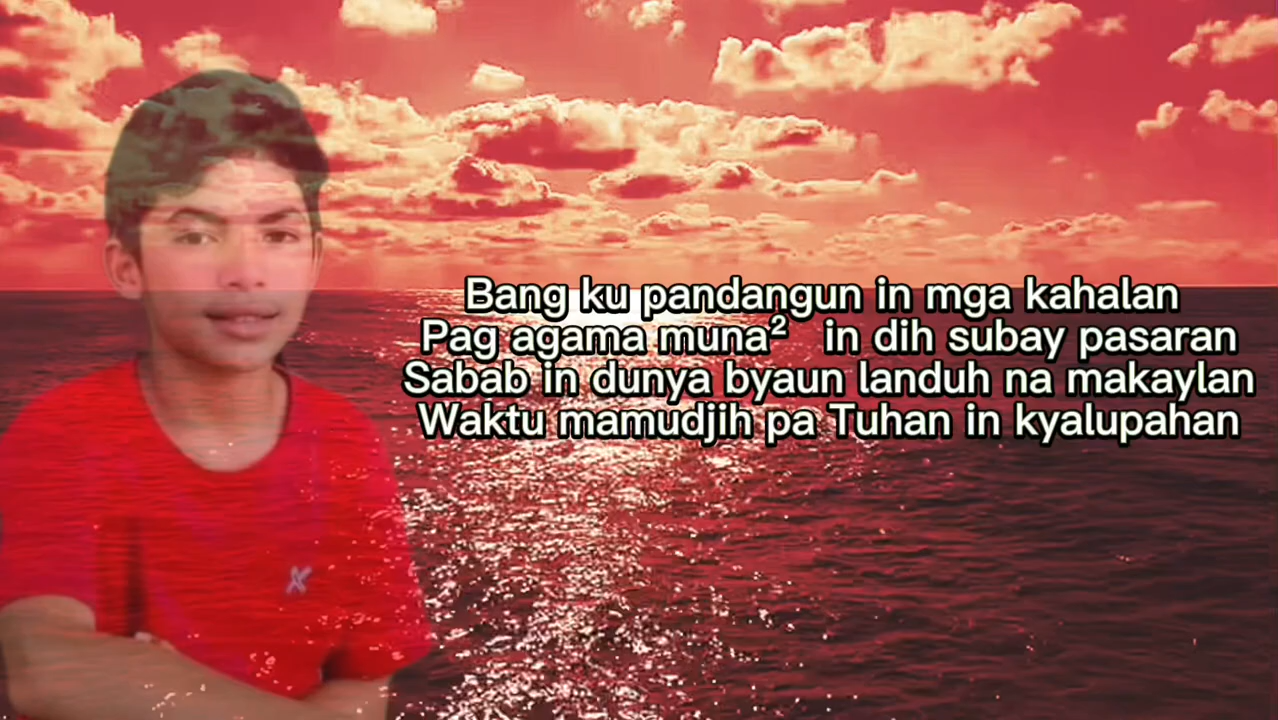 Bang ku pandangun in mga kahalan
Pag agama muna² in dih subay pasaran
Sabab in dunya byaun landuh na makaylan
Waktu mamudjih pa Tuhan in kyalupahan